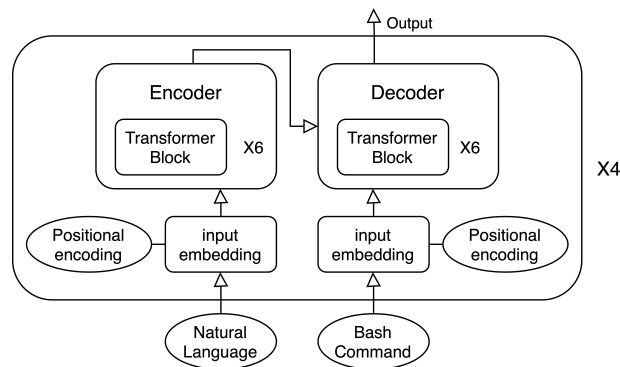 Output
Encoder
Decoder
Transformer
Block
X6
Transformer
Block
X6
X4
Positional
encoding
input
embedding
input
embedding
Positional
encoding
Natural
Language
Bash
Command